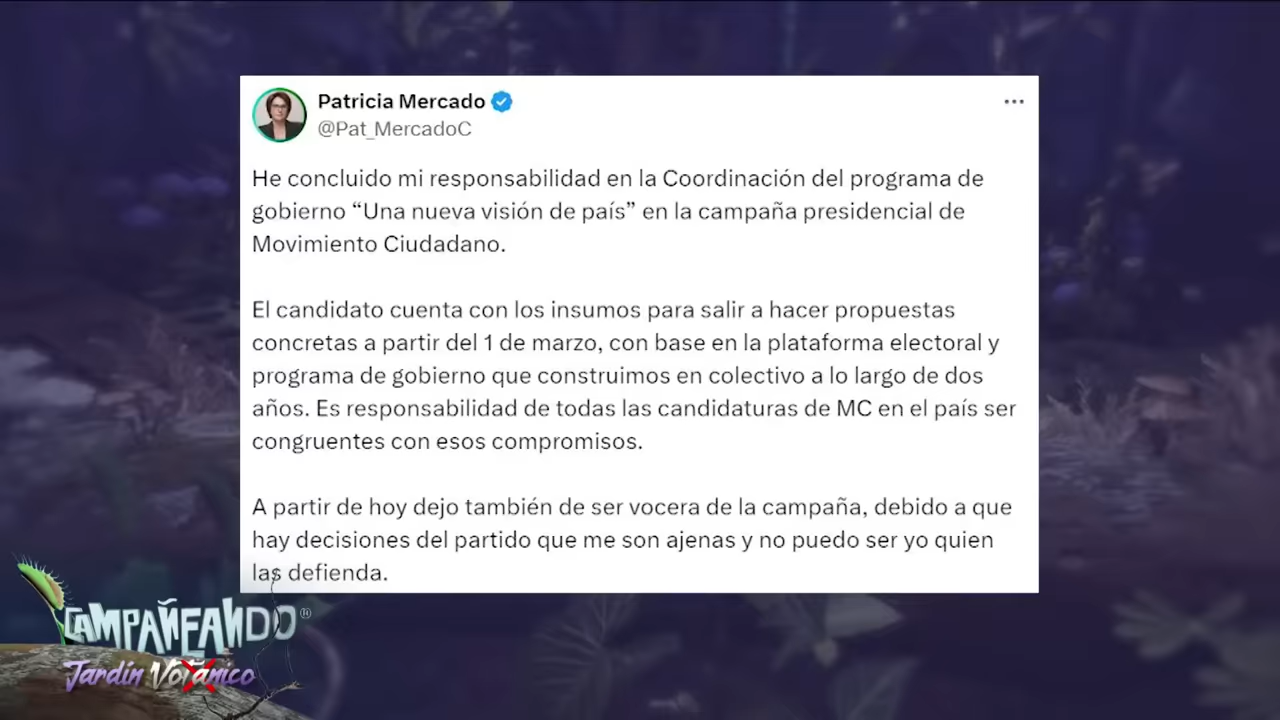 Patricia Mercado
@Pat_MercadoC
He concluido mi responsabilidad en la Coordinación del programa de
gobierno “Una nueva visión de país” en la campaña presidencial de
Movimiento Ciudadano.
El candidato cuenta con los insumos para salir a hacer propuestas
concretas a partir del 1 de marzo, con base en la plataforma electoral y
programa de gobierno que construimos en colectivo a lo largo de dos
años. Es responsabilidad de todas las candidaturas de MC en el país ser
congruentes con esos compromisos.
A partir de hoy dejo también de ser vocera de la campaña, debido a que
hay decisiones del partido que me son ajenas y no puedo ser yo quien
las defienda.
CAMPAÑEANDO®
Jardín Votánico